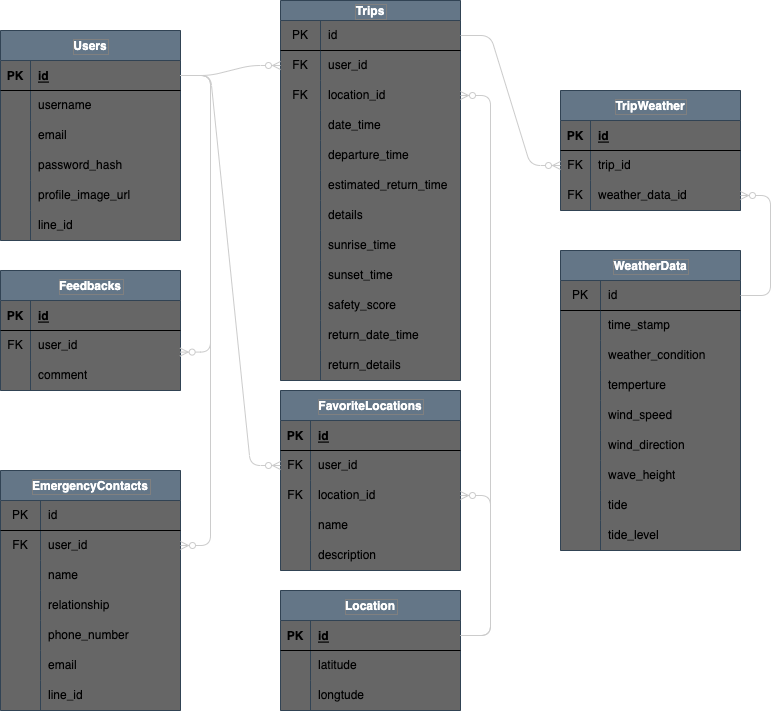 Users
PK id
username
email
password_hash
profile_image_url
line_id
Feedbacks
PK id
FK user_id
comment
EmergencyContacts
PK id
FK user_id
name
relationship
phone_number
email
line_id
Trips
PK id
FK user_id
FK location_id
date_time
departure_time
estimated_return_time
details
sunrise_time
sunset_time
safety_score
return_date_time
return_details
FavoriteLocations
PK id
FK user_id
FK location_id
name
description
Location
PK id
latitude
longtude
TripWeather
PK id
FK trip_id
FK weather_data_id
WeatherData
PK id
time_stamp
weather_condition
temperture
wind_speed
wind_direction
wave_height
tide
tide_level